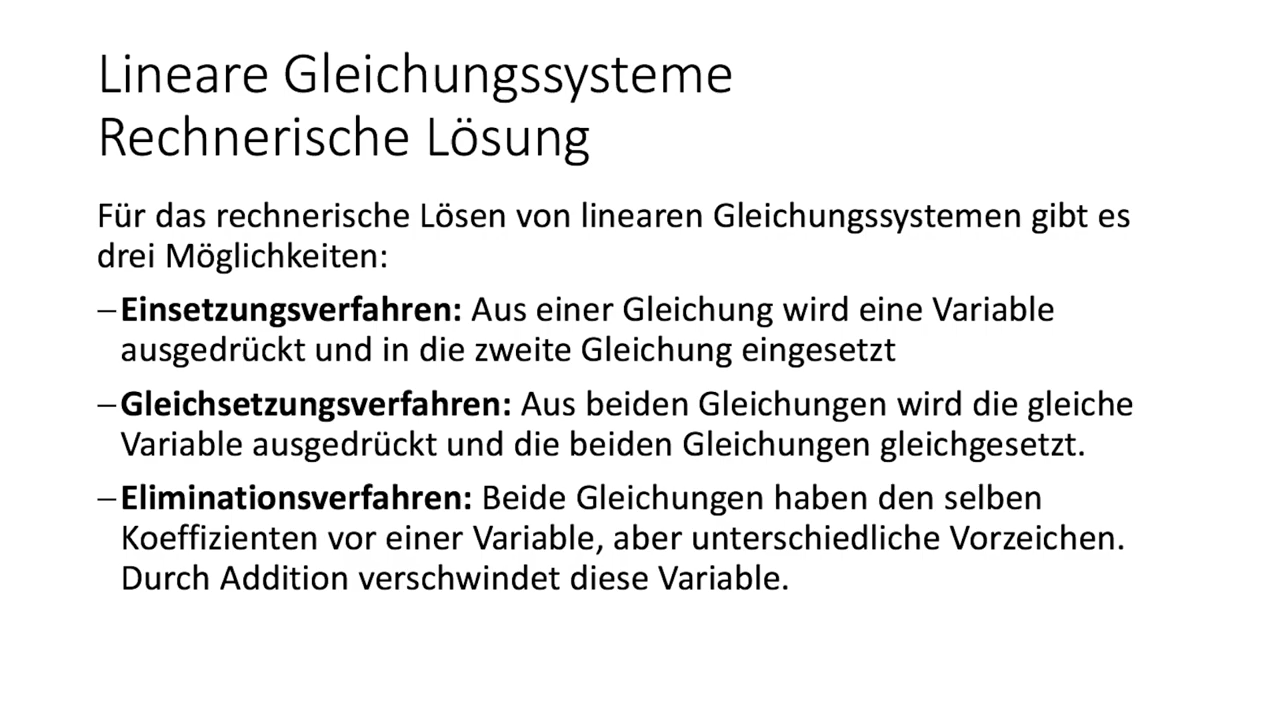 Lineare Gleichungssysteme
Rechnerische Lösung
Für das rechnerische Lösen von linearen Gleichungssystemen gibt es
drei Möglichkeiten:
–Einsetzungsverfahren: Aus einer Gleichung wird eine Variable
ausgedrückt und in die zweite Gleichung eingesetzt
–Gleichsetzungsverfahren: Aus beiden Gleichungen wird die gleiche
Variable ausgedrückt und die beiden Gleichungen gleichgesetzt.
–Eliminationsverfahren: Beide Gleichungen haben den selben
Koeffizienten vor einer Variable, aber unterschiedliche Vorzeichen.
Durch Addition verschwindet diese Variable.